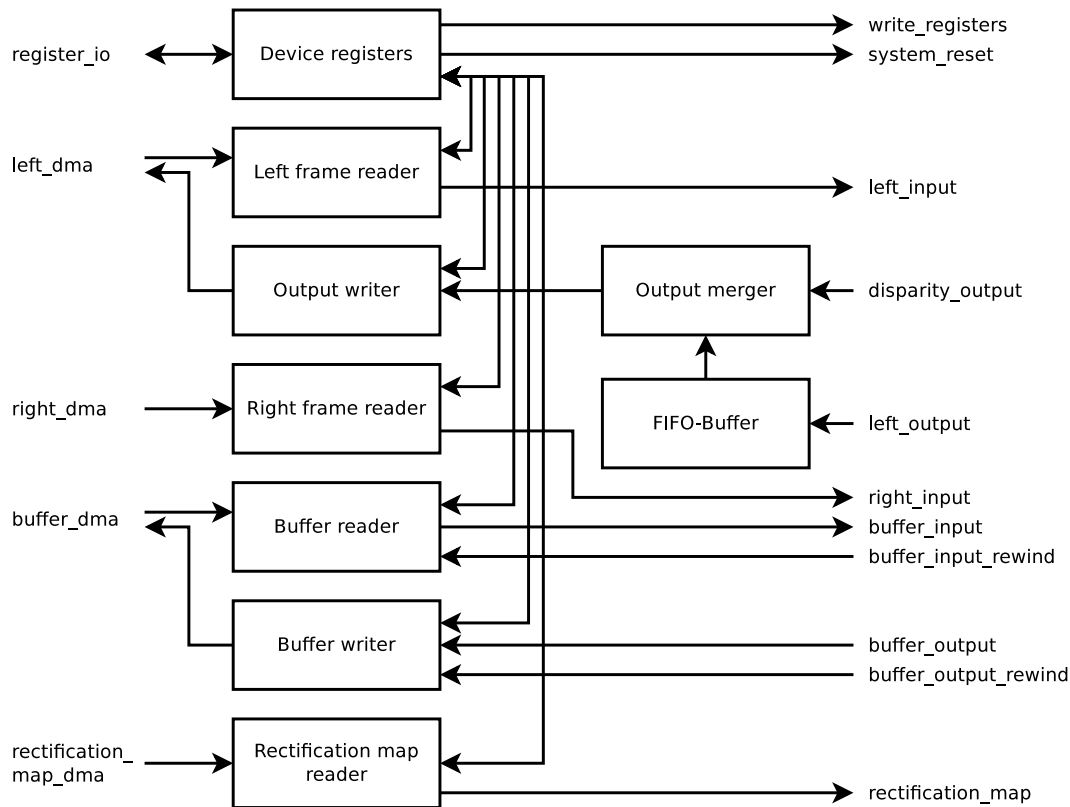 write_registers
register_io
Device registers
system_reset
left_dma
Left frame reader
left_input
Output writer
Output merger
disparity_output
right_dma
Right frame reader
FIFO-Buffer
left_output
right_input
buffer_dma
Buffer reader
buffer_input
buffer_input_rewind
Buffer writer
buffer_output
buffer_output_rewind
rectification_
map_dma
Rectification map
reader
rectification_map